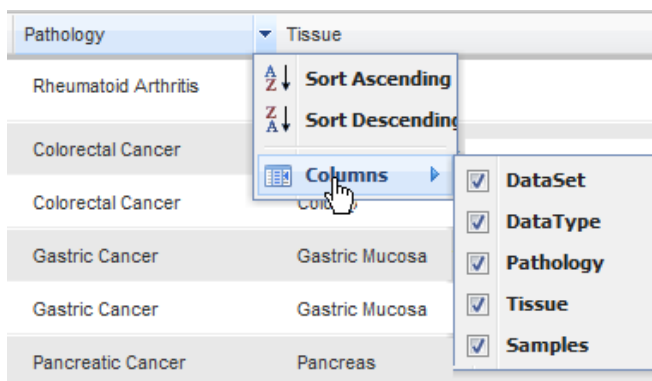 Pathology Tissue
Rheumatoid Arthritis
Sort Ascending
Sort Descending
Colorectal Cancer
Columns
DataSet
Colorectal Cancer
DataType
Gastric Cancer Gastric Mucosa
Pathology
Gastric Cancer Gastric Mucosa
Tissue
Samples
Pancreatic Cancer Pancreas